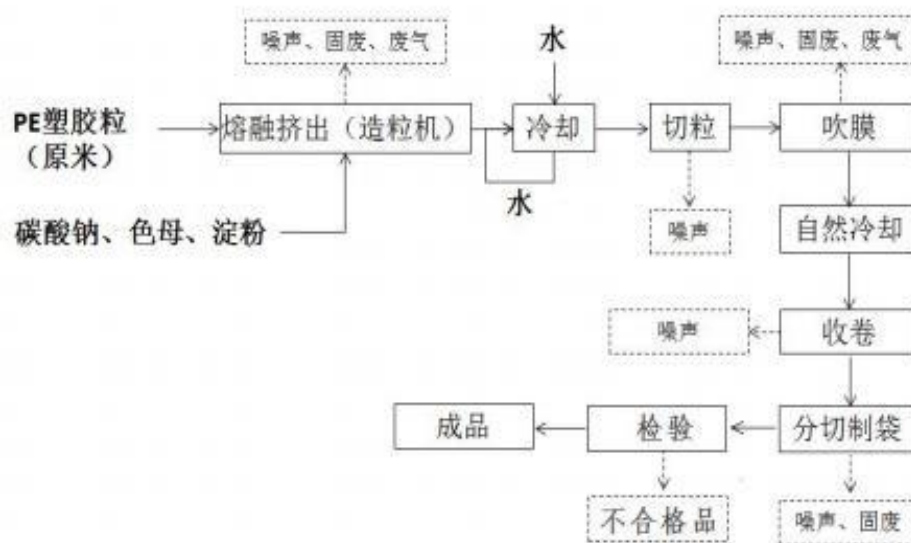 噪声、固废、废气
水
噪声、固废、废气
PE塑胶粒
（原米）
熔融挤出（造粒机）
冷却
切粒
吹膜
水
碳酸钠、色母、淀粉
噪声
自然冷却
噪声
收卷
成品
检验
分切制袋
不合格品
噪声、固废